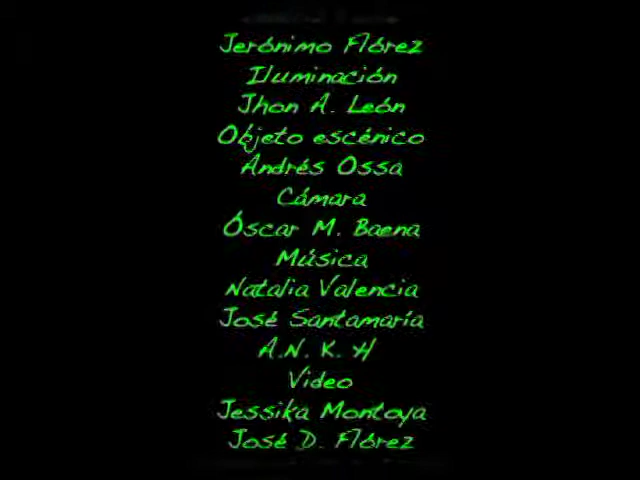 Jerónimo Flórez
Iluminación
Jhon A. León
Objeto escénico
Andrés Ossa
Cámara
Óscar M. Baena
Música
Natalia Valencia
José Santamaría
A.N. K. H
Video
Jessika Montoya
José D. Flórez